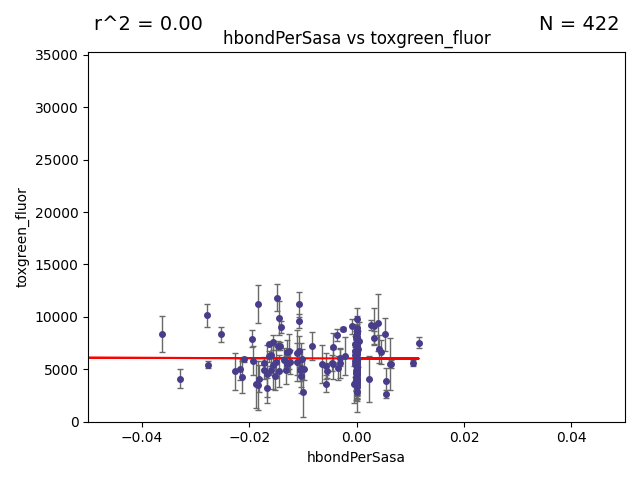 r^2 = 0.00
N = 422
hbondPerSasa vs toxgreen_fluor
35000
30000
25000
20000
15000
10000
5000
0
toxgreen_fluor
−0.04
−0.02
0.00
0.02
0.04
hbondPerSasa